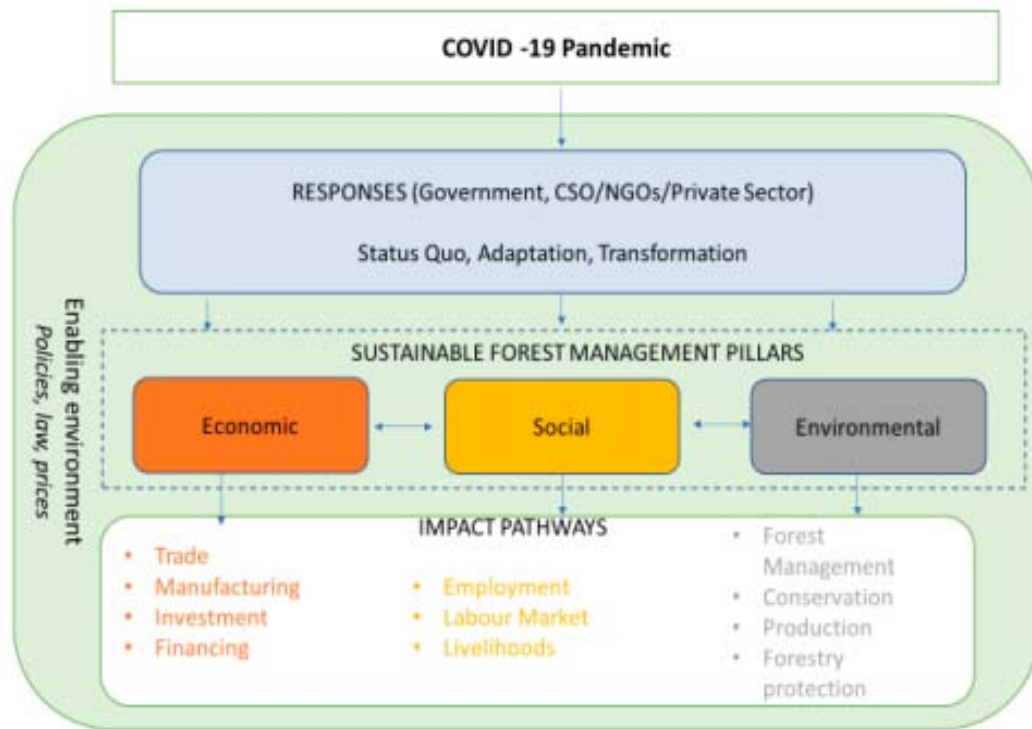 COVID -19 Pandemic
RESPONSES (Government, CSO/NGOs/Private Sector)
Status Quo, Adaptation, Transformation
Enabling environment
Policies, law, prices
SUSTAINABLE FOREST MANAGEMENT PILLARS
Economic
Social
Environmental
IMPACT PATHWAYS
• Trade
• Manufacturing
• Investment
• Financing
• Employment
• Labour Market
• Livelihoods
• Forest
Management
• Conservation
• Production
• Forestry
protection